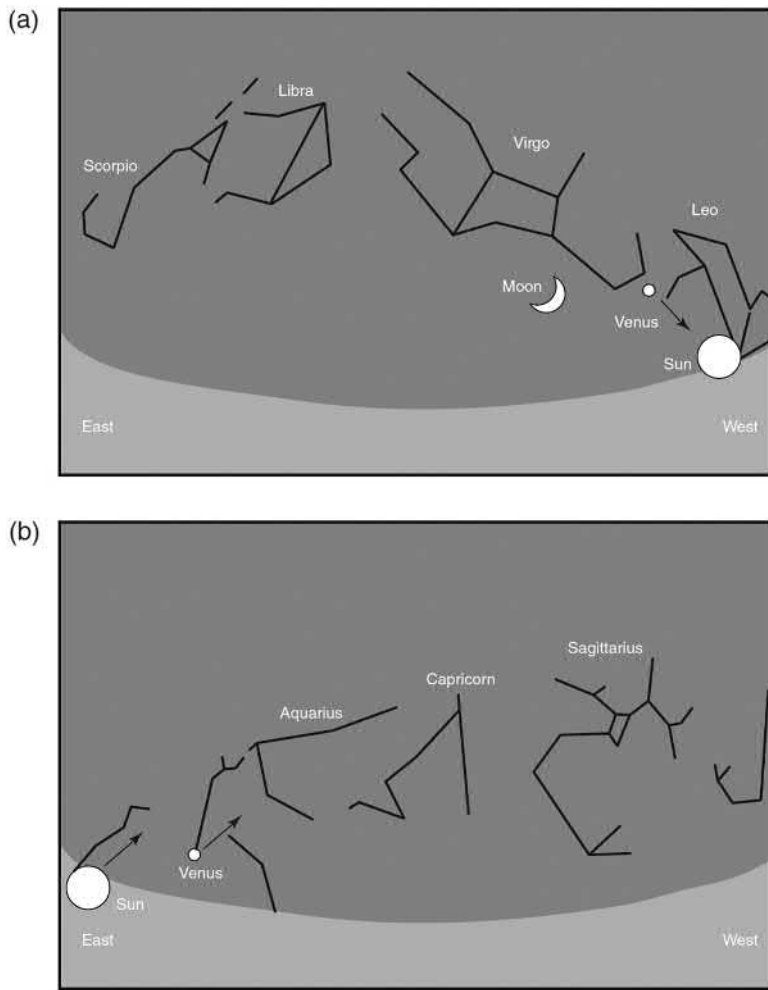 (a)
Libra
Virgo
Scorpio
Leo
Moon
Venus
Sun
East
West
(b)
Sagittarius
Capricorn
Aquarius
Venus
Sun
East
West